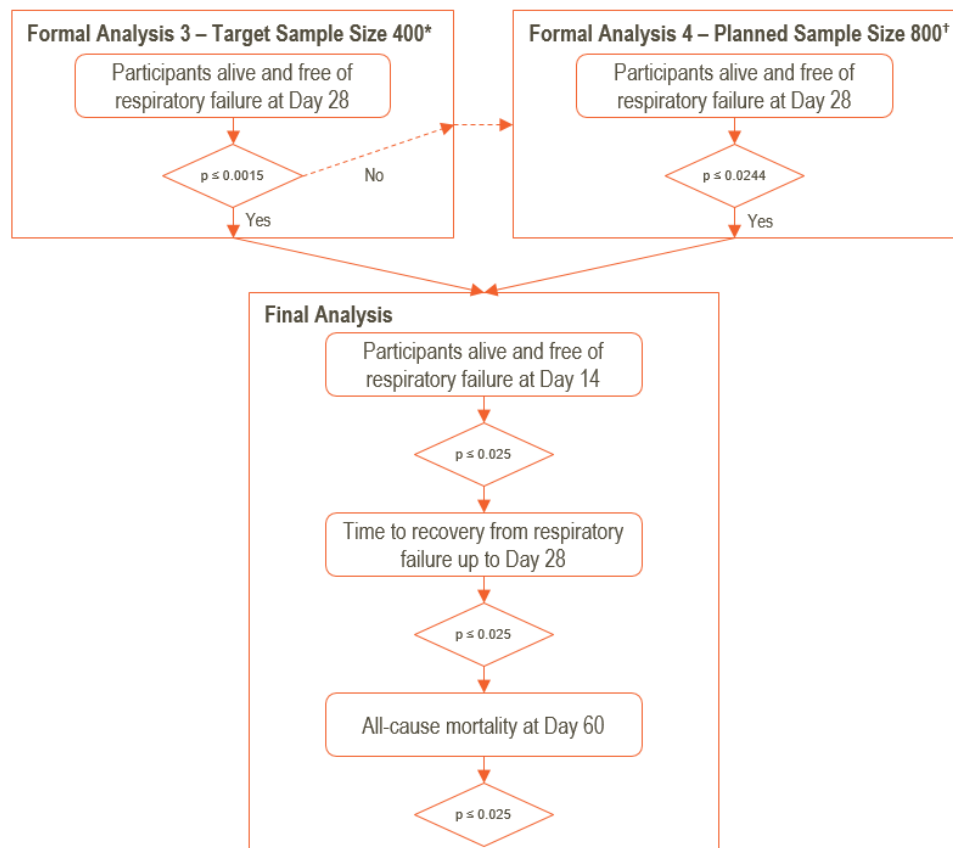 Formal Analysis 3 – Target Sample Size 400*
Participants alive and free of
respiratory failure at Day 28
p ≤ 0.0015
No
Yes
Formal Analysis 4 – Planned Sample Size 800†
Participants alive and free of
respiratory failure at Day 28
p ≤ 0.0244
Yes
Final Analysis
Participants alive and free of
respiratory failure at Day 14
p ≤ 0.025
Time to recovery from respiratory
failure up to Day 28
p ≤ 0.025
All-cause mortality at Day 60
p ≤ 0.025